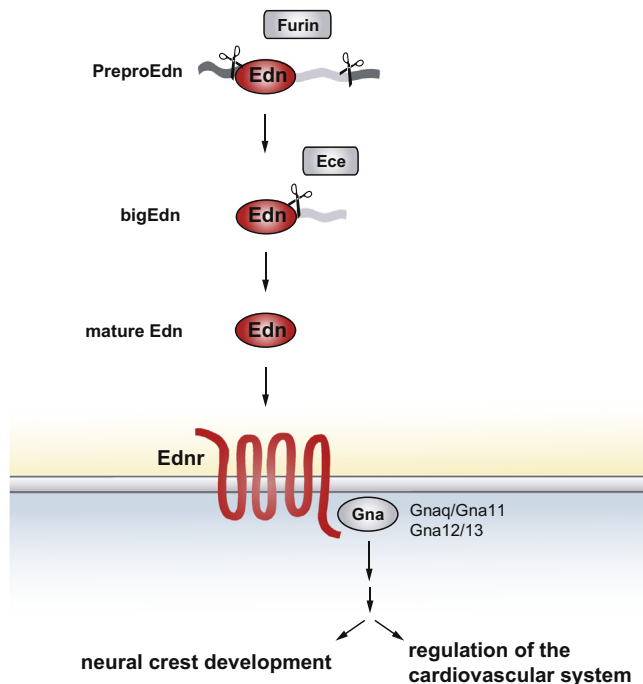 Furin
PreproEdn
Edn
Ece
bigEdn
Edn
mature Edn
Edn
Ednr
Gna
Gnaq/Gna11
Gna12/13
neural crest development
regulation of the
cardiovascular system